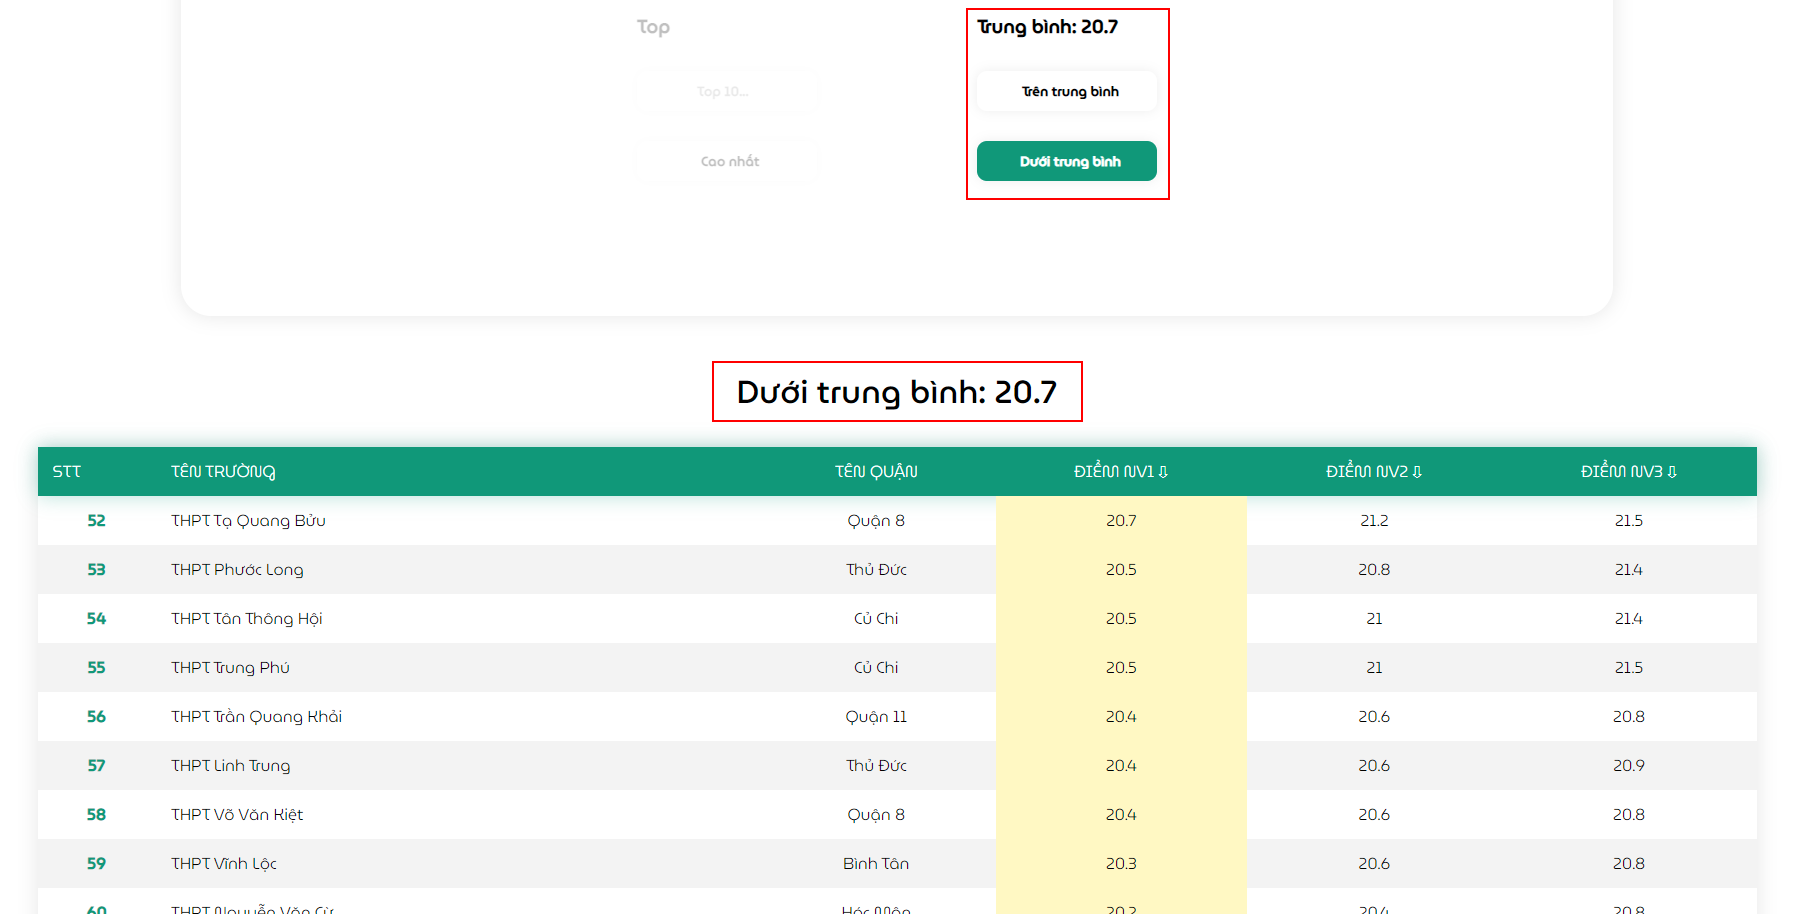 Top
Trung bình: 20.7
Top 10...
Trên trung bình
Cao nhất
Dưới trung bình
Dưới trung bình: 20.7
STT TÊN TRƯỜNG TÊN QUẬN ĐIỂM NV1 ⇩ ĐIỂM NV2 ⇩ ĐIỂM NV3 ⇩
52 THPT Tạ Quang Bửu Quận 8 20.7 21.2 21.5
53 THPT Phước Long Thủ Đức 20.5 20.8 21.4
54 THPT Tân Thông Hội Củ Chi 20.5 21 21.4
55 THPT Trung Phú Củ Chi 20.5 21 21.5
56 THPT Trần Quang Khải Quận 11 20.4 20.6 20.8
57 THPT Linh Trung Thủ Đức 20.4 20.6 20.9
58 THPT Võ Văn Kiệt Quận 8 20.4 20.6 20.8
59 THPT Vĩnh Lộc Bình Tân 20.3 20.6 20.8
60 THPT Nguyễn Văn Cừ Hóc Môn 20.2 20.4 20.8